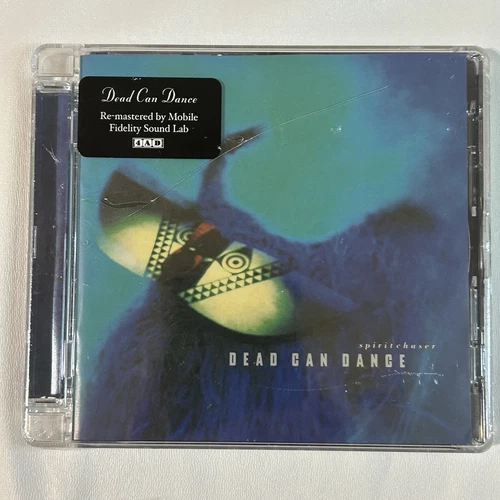 Dead Can Dance
Re-mastered by Mobile
Fidelity Sound Lab
4AD
spiritchaser
DEAD CAN DANCE